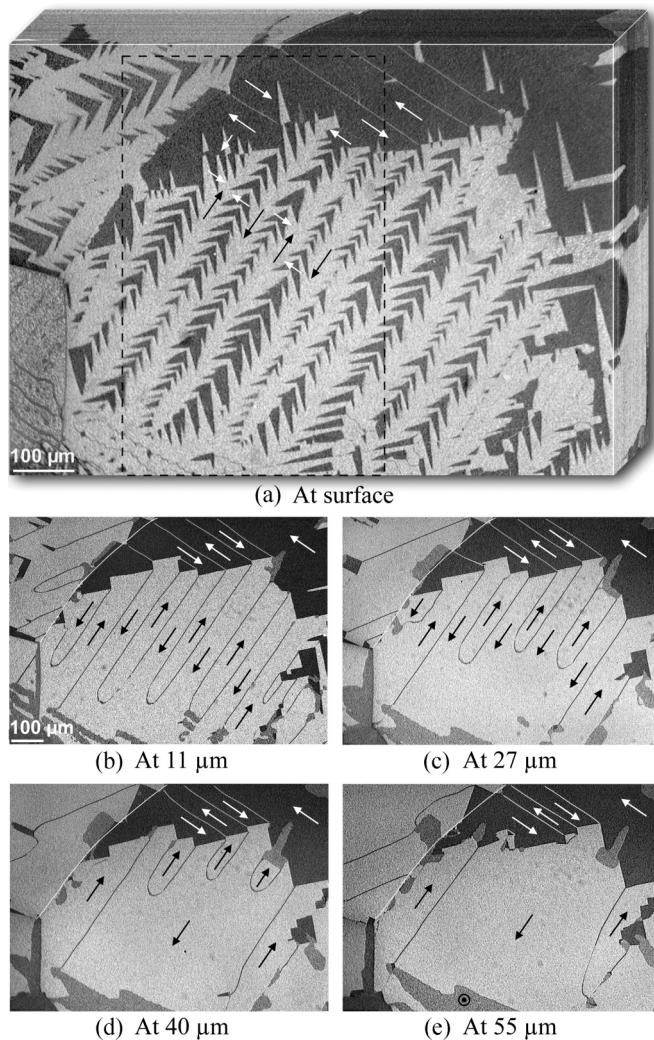 100 µm
(a) At surface
100 µm
(b) At 11 µm
(c) At 27 µm
(d) At 40 µm
(e) At 55 µm